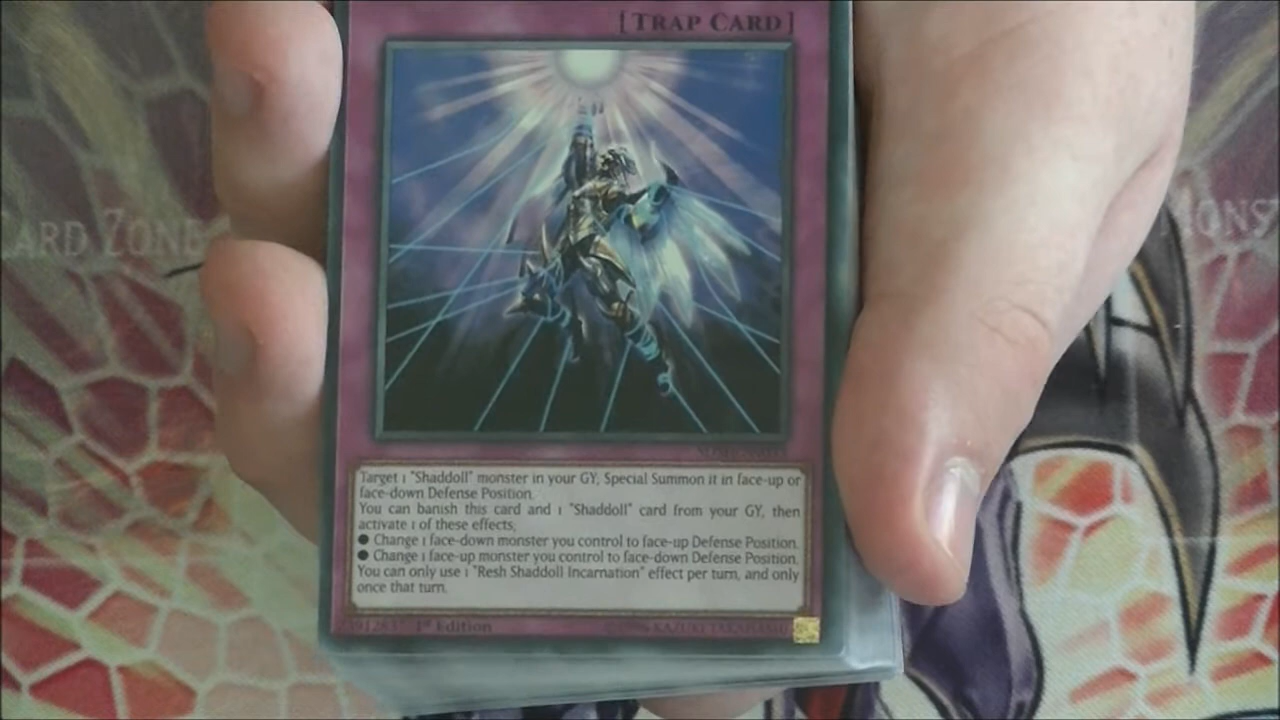 [TRAP CARD]
CARD ZONE
MONST
Target 1 "Shaddoll" monster in your GY; Special Summon it in face-up or
face-down Defense Position.
You can banish this card and 1 "Shaddoll" card from your GY, then
activate 1 of these effects;
● Change 1 face-down monster you control to face-up Defense Position.
● Change 1 face-up monster you control to face-down Defense Position.
You can only use 1 "Resh Shaddoll Incarnation" effect per turn, and only
once that turn.
1st Edition
KAZUKI TAKAHASHI